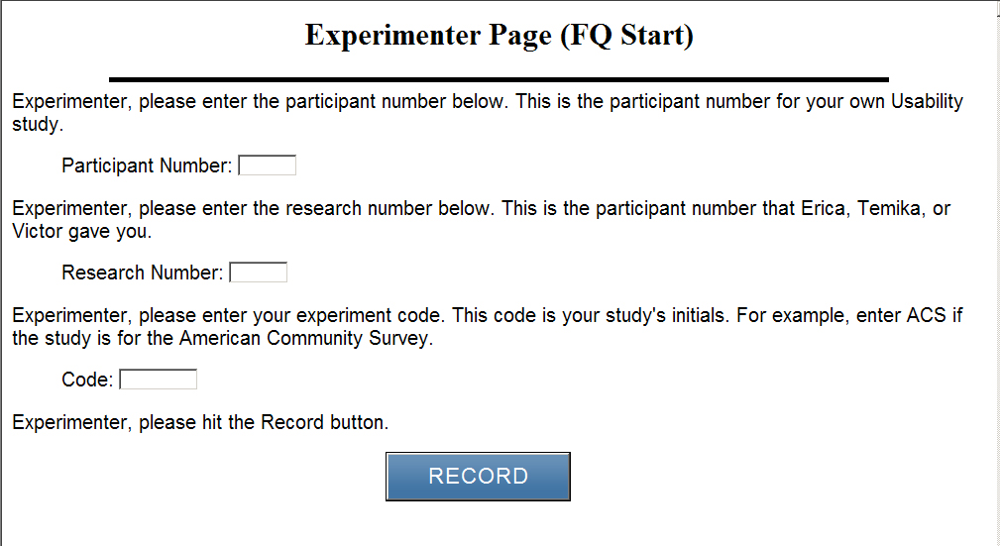 Experimenter Page (FQ Start)
Experimenter, please enter the participant number below. This is the participant number for your own Usability
study.
Participant Number:
Experimenter, please enter the research number below. This is the participant number that Erica, Temika, or
Victor gave you.
Research Number:
Experimenter, please enter your experiment code. This code is your study's initials. For example, enter ACS if
the study is for the American Community Survey.
Code:
Experimenter, please hit the Record button.
RECORD